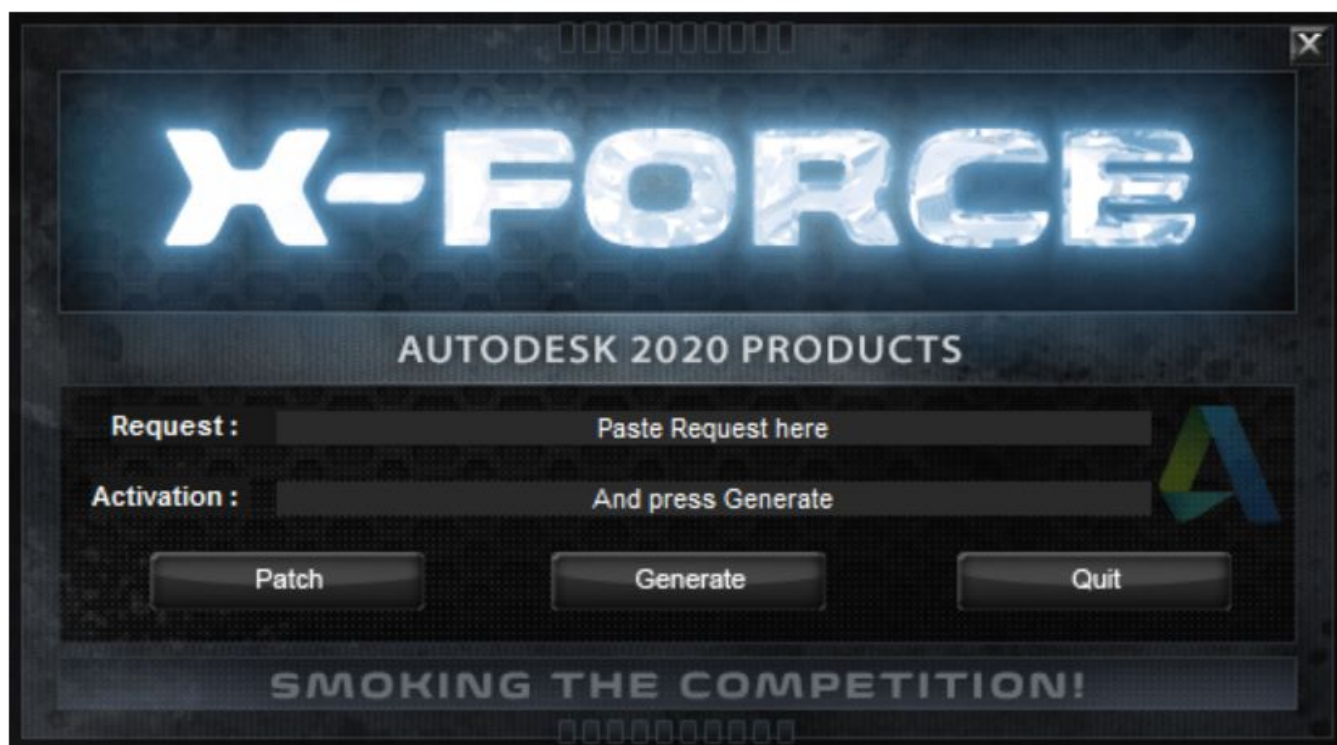 X-FORCE
AUTODESK 2020 PRODUCTS
Request : Paste Request here
Activation : And press Generate
Patch Generate Quit
SMOKING THE COMPETITION!